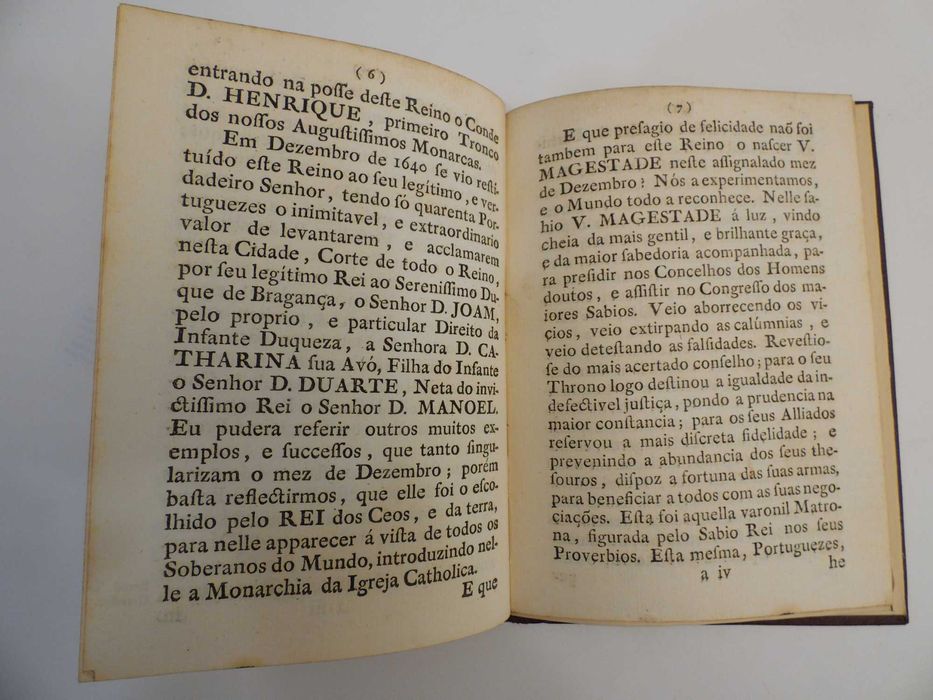 (6)
entrando na poſſe deſte Reino o Conde
D. HENRIQUE, primeiro Tronco
dos noſſos Auguſtiſſimos Monarcas.
Em Dezembro de 1640 ſe vio reſti-
tuído eſte Reino ao ſeu legítimo, e ver-
dadeiro Senhor, tendo ſó quarenta Por-
tuguezes o inimitavel, e extraordinario
valor de levantarem, e acclamarem
neſta Cidade, Corte de todo o Reino,
por ſeu legítimo Rei ao Sereniſſimo Du-
que de Bragança, o Senhor D. JOAM,
pelo proprio, e particular Direito da
Infante Duqueza, a Senhora D. CA-
THARINA ſua Avó, Filha do Infante
o Senhor D. DUARTE, Neta do invi-
ctiſſimo Rei o Senhor D. MANOEL.
Eu pudera referir outros muitos ex-
emplos, e ſucceſſos, que tanto ſingu-
larizam o mez de Dezembro; porém
baſta reflectirmos, que elle foi o eſco-
lhido pelo REI dos Ceos, e da terra,
para nelle apparecer á viſta de todos os
Soberanos do Mundo, introduzindo nel-
le a Monarchia da Igreja Catholica.
E que
(7)
E que preſagio de felicidade naõ foi
tambem para eſte Reino o naſcer V.
MAGESTADE neſte aſſignalado mez
de Dezembro? Nós a experimentamos,
e o Mundo todo a reconhece. Nelle ſa-
hio V. MAGESTADE á luz, vindo
cheia da mais gentil, e brilhante graça,
e da maior ſabedoria acompanhada, pa-
ra preſidir nos Concelhos dos Homens
doutos, e aſſiſtir no Congreſſo dos ma-
iores Sabios. Veio aborrecendo os vi-
cios, veio extirpando as calúmnias, e
veio deteſtando as falſidades. Reveſtio-
ſe do mais acertado conſelho; para o ſeu
Throno logo deſtinou a igualdade da in-
defectivel juſtiça, pondo a prudencia na
maior conſtancia; para os ſeus Alliados
reſervou a mais diſcreta fidelidade; e
prevenindo a abundancia dos ſeus the-
ſouros, diſpoz a fortuna das ſuas armas,
para beneficiar a todos com as ſuas nego-
ciações. Eſta foi aquella varonil Matro-
na, figurada pelo Sabio Rei nos ſeus
Proverbios. Eſta meſma, Portuguezes,
a iv
he